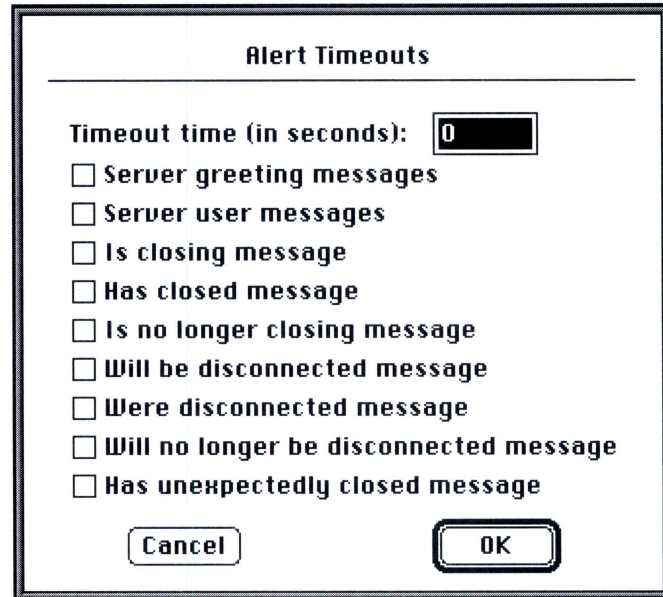 Alert Timeouts
Timeout time (in seconds): 0
Server greeting messages
Server user messages
Is closing message
Has closed message
Is no longer closing message
Will be disconnected message
Were disconnected message
Will no longer be disconnected message
Has unexpectedly closed message
Cancel OK